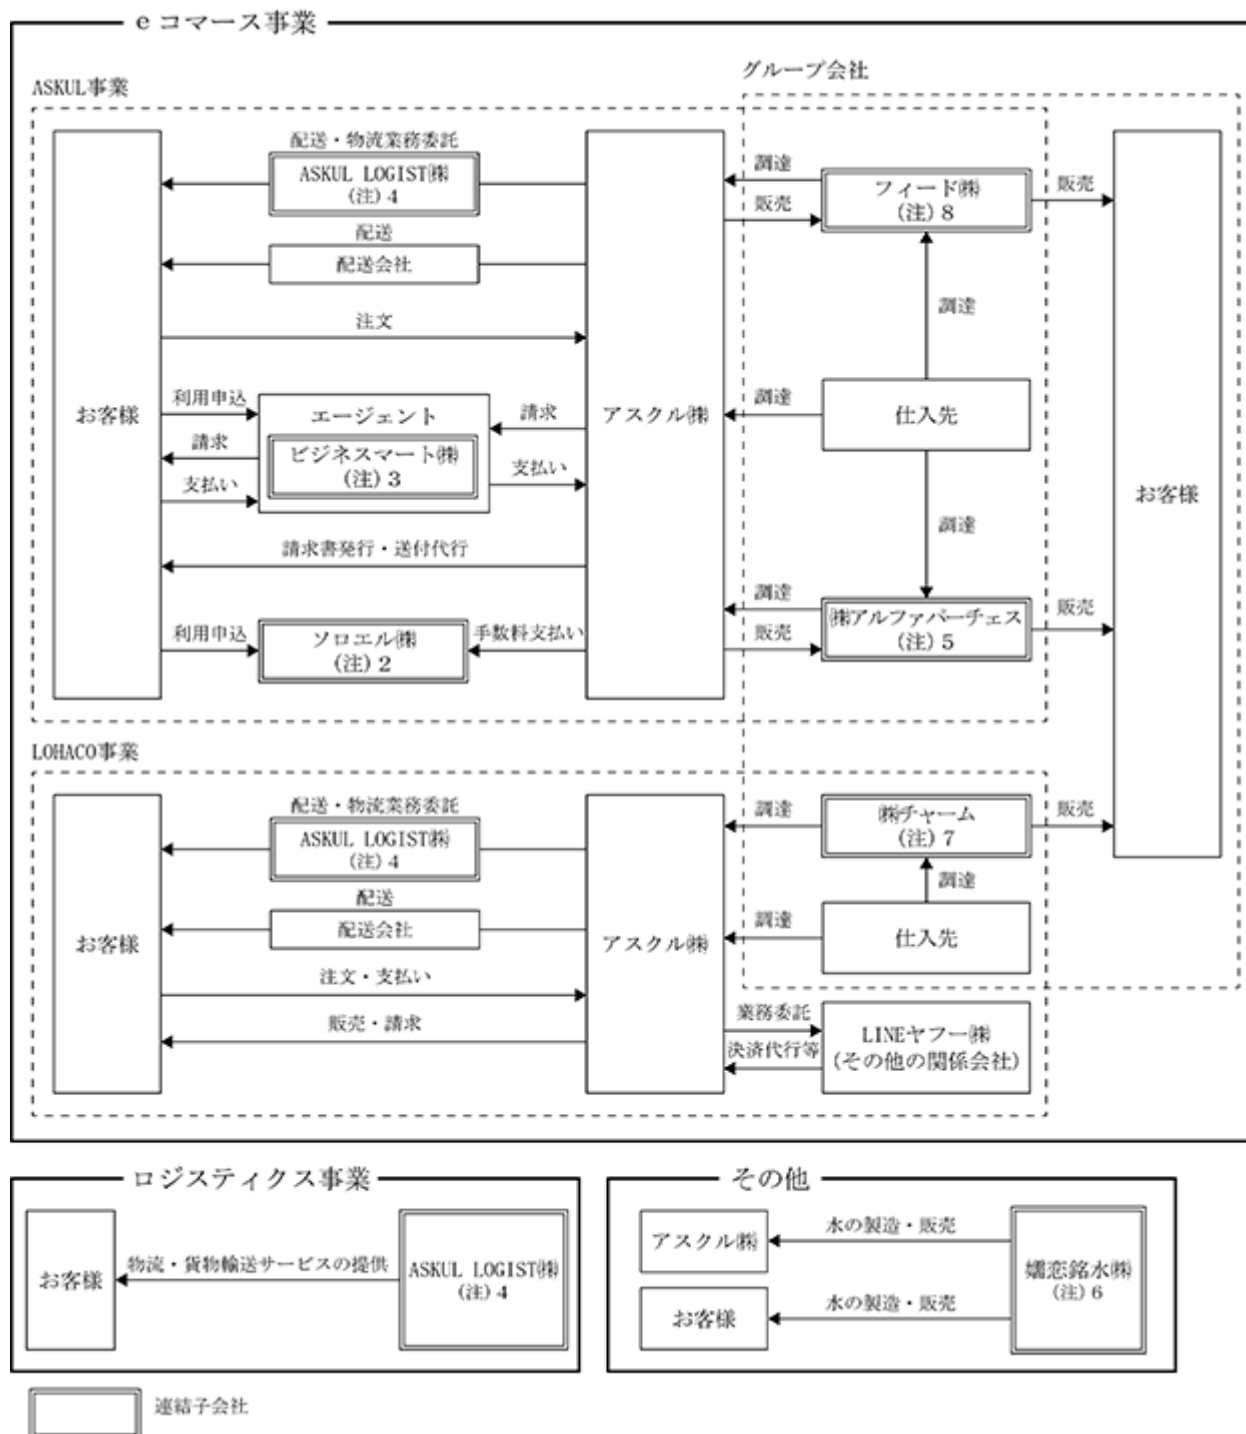 eコマース事業
グループ会社
ASKUL事業
お客様
配送・物流業務委託
ASKUL LOGIST㈱
(注) 4
配送
配送会社
注文
利用申込
請求
支払い
エージェント
ビジネスマート㈱
(注) 3
請求
支払い
請求書発行・送付代行
利用申込
ソロエル㈱
(注) 2
手数料支払い
アスクル㈱
調達
販売
フィード㈱
(注) 8
販売
調達
調達
仕入先
調達
調達
販売
㈱アルファパーチェス
(注) 5
販売
お客様
LOHACO事業
お客様
配送・物流業務委託
ASKUL LOGIST㈱
(注) 4
配送
配送会社
注文・支払い
販売・請求
アスクル㈱
調達
㈱チャーム
(注) 7
販売
調達
調達
仕入先
業務委託
決済代行等
LINEヤフー㈱
(その他の関係会社)
ロジスティクス事業
お客様
物流・貨物輸送サービスの提供
ASKUL LOGIST㈱
(注) 4
その他
アスクル㈱
水の製造・販売
お客様
水の製造・販売
嬬恋銘水㈱
(注) 6
連結子会社